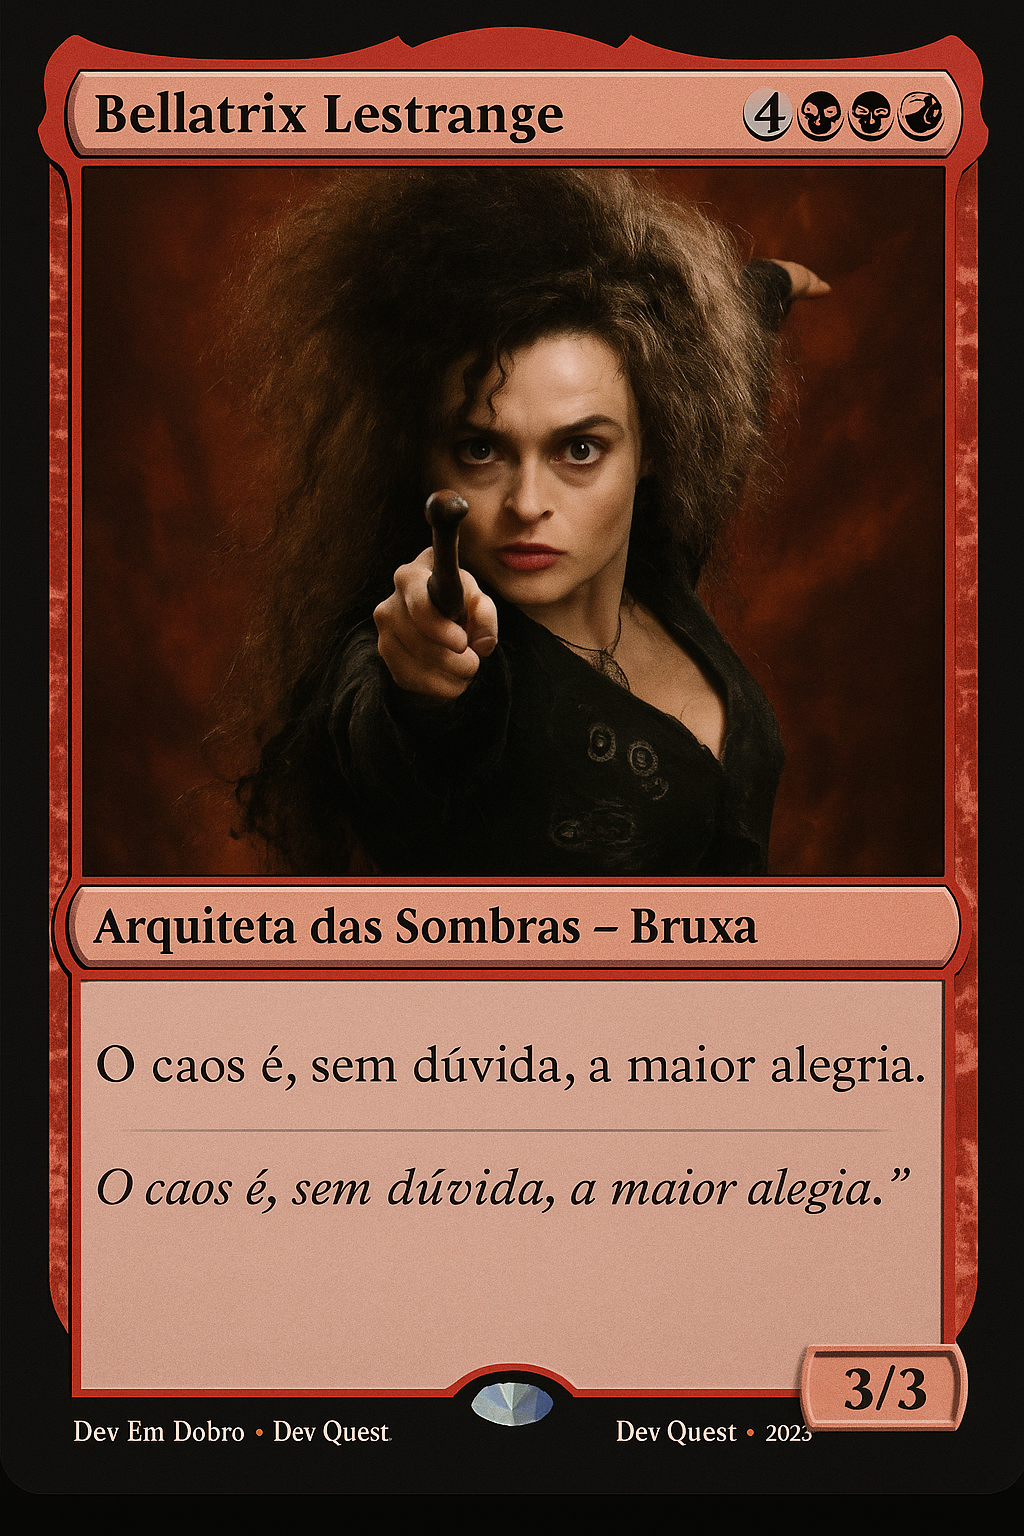 Bellatrix Lestrange 4
Arquiteta das Sombras – Bruxa
O caos é, sem dúvida, a maior alegria.
O caos é, sem dúvida, a maior alegia.”
3/3
Dev Em Dobro • Dev Quest
Dev Quest • 2023